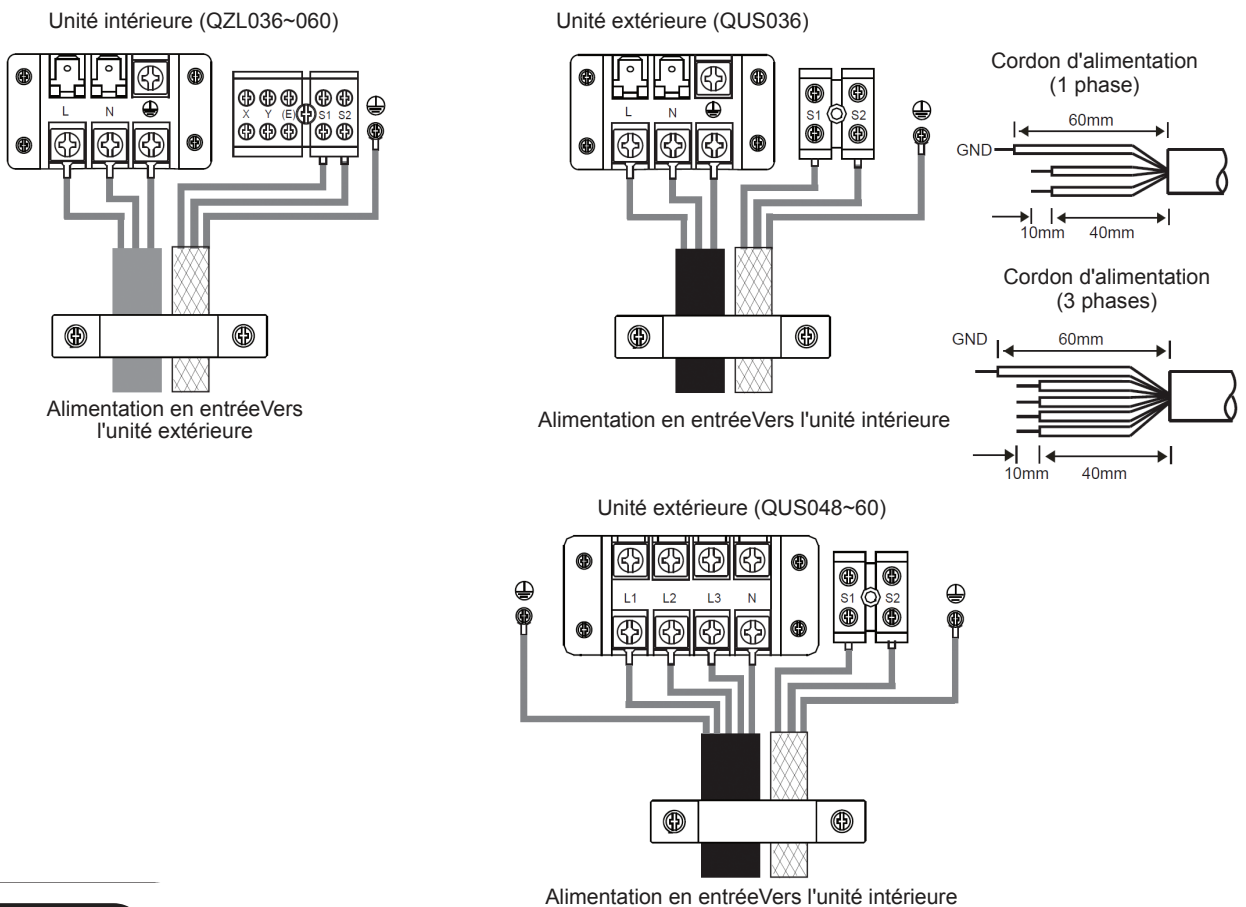 Unité intérieure (QZL036~060)
L N
X Y (E) S1 S2
Alimentation en entréeVers
l'unité extérieure
Unité extérieure (QUS036)
L N
S1 S2
Alimentation en entréeVers l'unité intérieure
Cordon d'alimentation
(1 phase)
60mm
GND
10mm 40mm
Cordon d'alimentation
(3 phases)
GND 60mm
10mm 40mm
Unité extérieure (QUS048~60)
L1 L2 L3 N
S1 S2
Alimentation en entréeVers l'unité intérieure